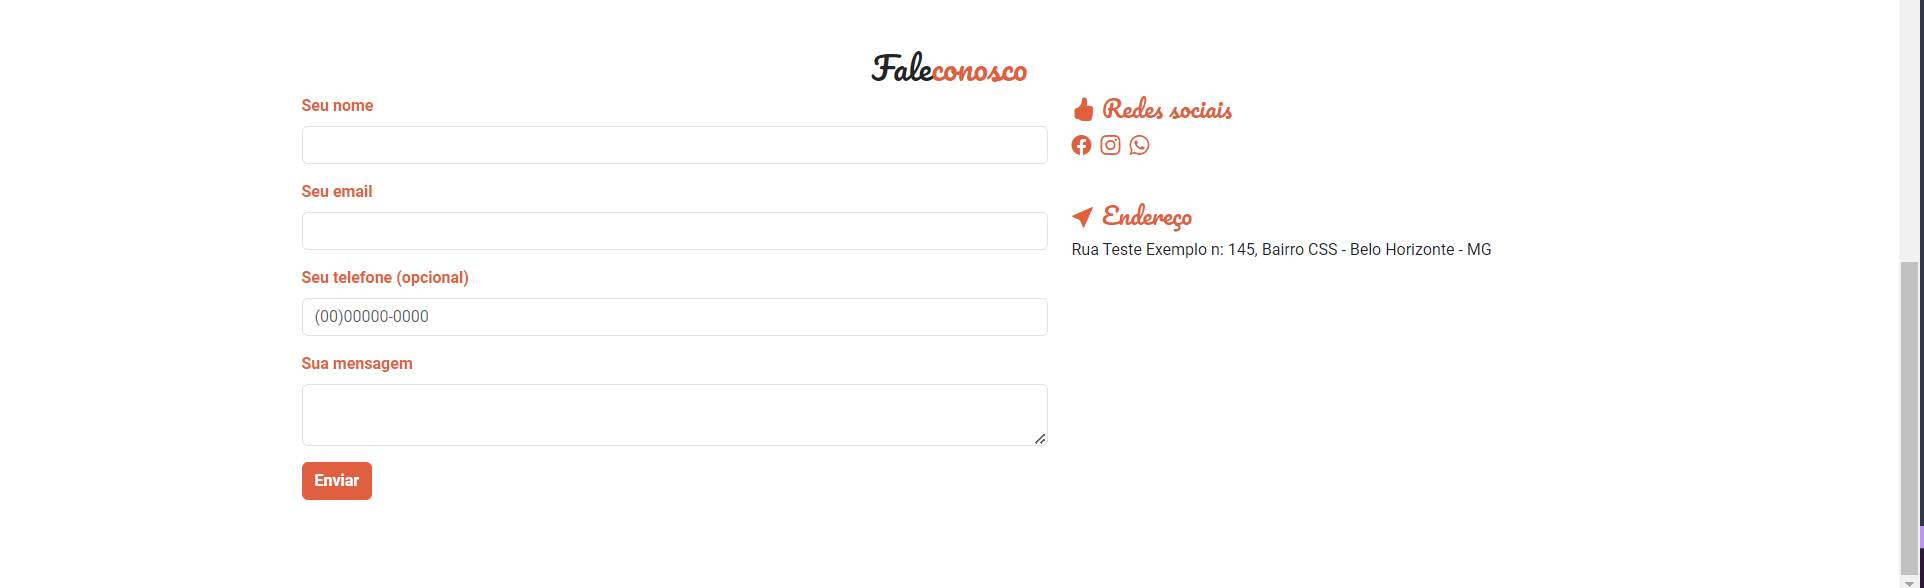 Faleconosco
Seu nome
Seu email
Seu telefone (opcional)
(00)00000-0000
Sua mensagem
Enviar
Redes sociais
Endereço
Rua Teste Exemplo n: 145, Bairro CSS - Belo Horizonte - MG